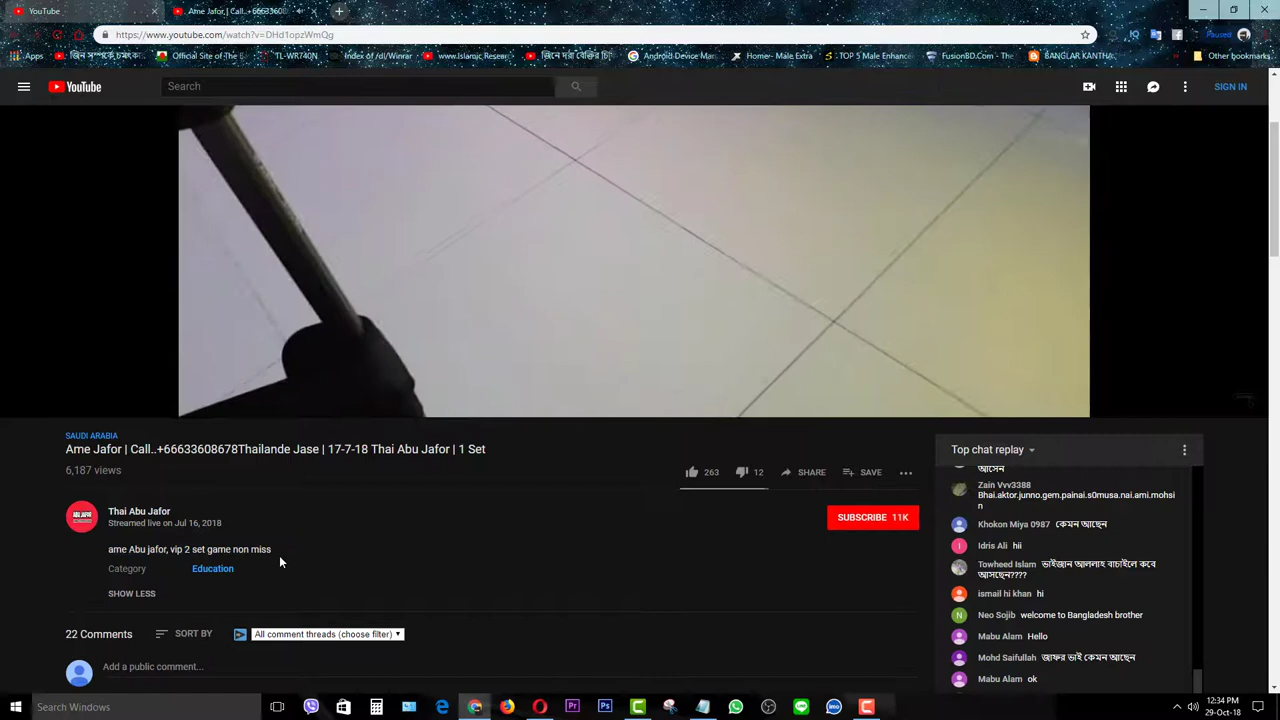 YouTube
Ame Jafor | Call..+6663360
https://www.youtube.com/watch?v=DHd1opzWmQg
Paused
Apps
Official Site of The
TL-WR740N
Index of /dl/Winrar
www.Islamic Resear
Android Device Man
Home- Male Extra
TOP 5 Male Enhance
FusionBD.Com - The
BANGLAR KANTHA
Other bookmarks
YouTube
Search
SIGN IN
SAUDI ARABIA
Ame Jafor | Call..+66633608678Thailande Jase | 17-7-18 Thai Abu Jafor | 1 Set
6,187 views
263
12
SHARE
SAVE
Thai Abu Jafor
Streamed live on Jul 16, 2018
SUBSCRIBE 11K
ame Abu jafor, vip 2 set game non miss
Category
Education
SHOW LESS
22 Comments
SORT BY
All comment threads (choose filter)
Add a public comment...
Top chat replay
আসেন
Zain Vvv3388
Bhai.aktor.junno.gem.painai.s0musa.nai.ami.mohsi
n
Khokon Miya 0987 কেমন আছেন
Idris Ali hii
Towheed Islam ভাইজান আললাহ বাচাইলে কবে
আসছেন????
ismail hi khan hi
Neo Sojib welcome to Bangladesh brother
Mabu Alam Hello
Mohd Saifullah জাফর ভাই কেমন আছেন
Mabu Alam ok
Search Windows
12:34 PM
29-Oct-18